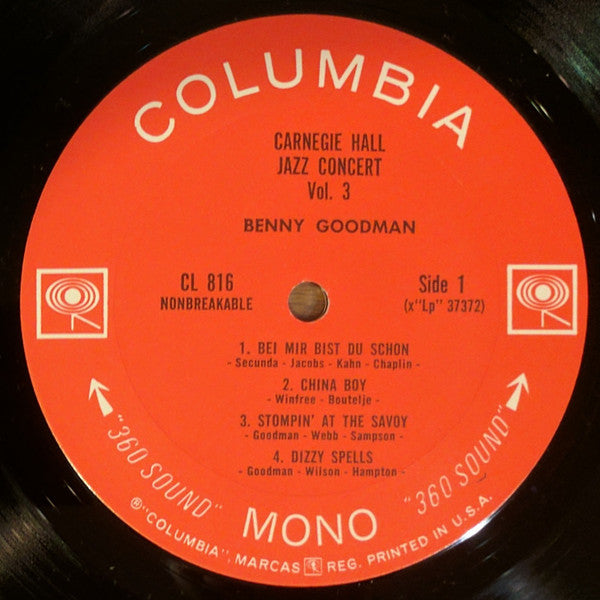 COLUMBIA
CARNEGIE HALL
JAZZ CONCERT
Vol. 3
BENNY GOODMAN
CL 816
NONBREAKABLE
Side 1
(x"Lp" 37372)
1. BEI MIR BIST DU SCHON
- Secunda - Jacobs - Kahn - Chaplin -
2. CHINA BOY
- Winfree - Boutelje -
3. STOMPIN' AT THE SAVOY
- Goodman - Webb - Sampson -
4. DIZZY SPELLS
- Goodman - Wilson - Hampton -
"360 SOUND"
MONO
"360 SOUND"
® "COLUMBIA", MARCAS REG. PRINTED IN U.S.A.